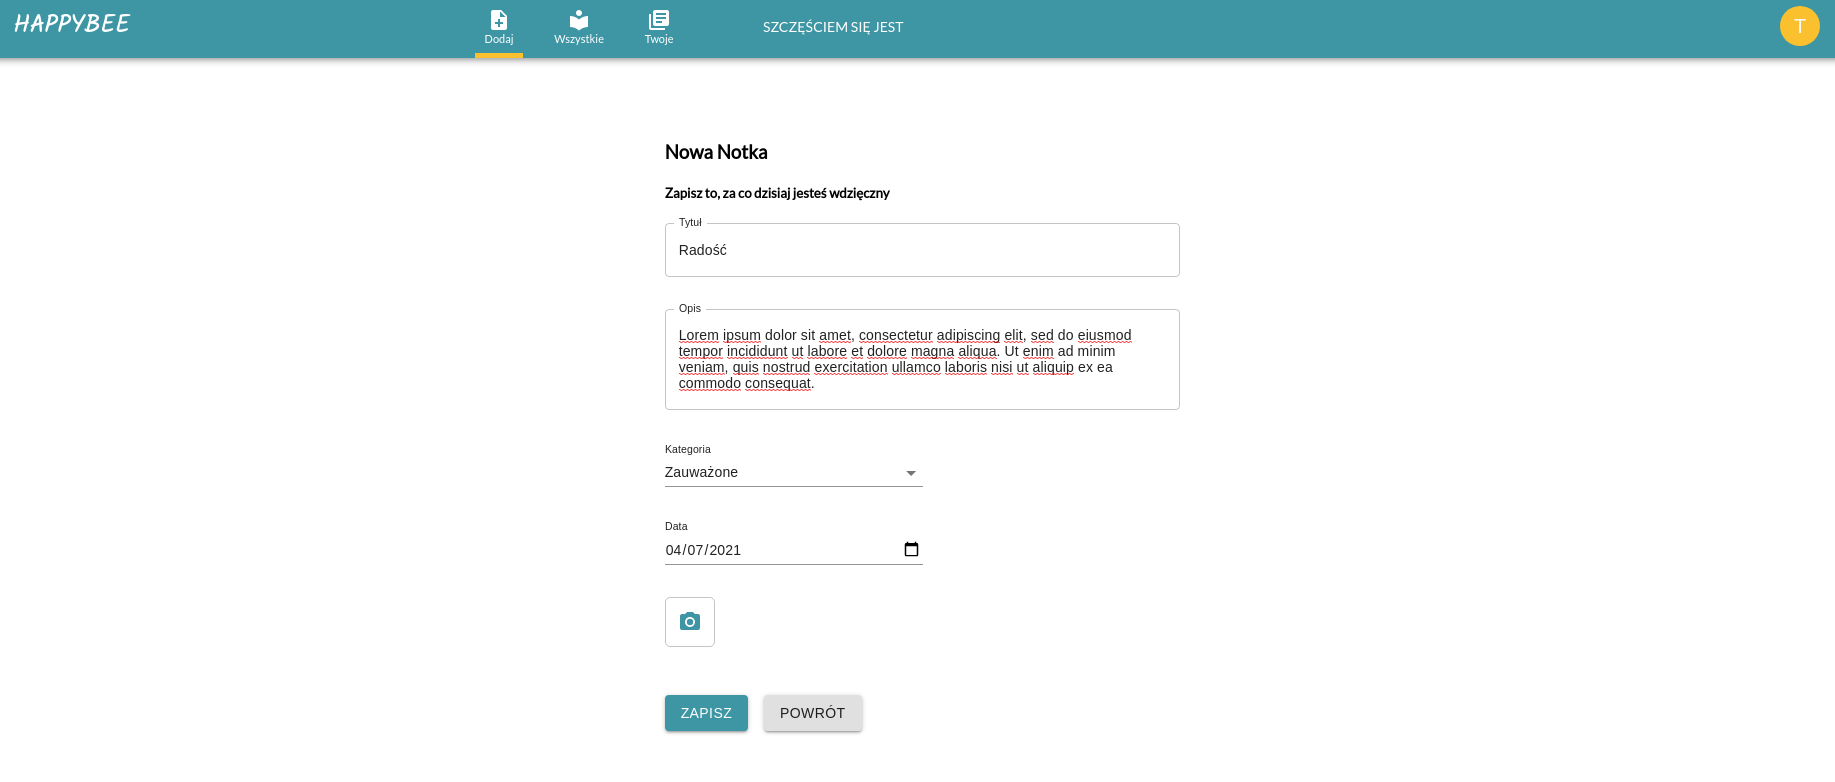 HAPPYBEE
Dodaj
Wszystkie
Twoje
SZCZĘŚCIEM SIĘ JEST
T
Nowa Notka
Zapisz to, za co dzisiaj jesteś wdzięczny
Tytuł
Radość
Opis
Lorem ipsum dolor sit amet, consectetur adipiscing elit, sed do eiusmod
tempor incididunt ut labore et dolore magna aliqua. Ut enim ad minim
veniam, quis nostrud exercitation ullamco laboris nisi ut aliquip ex ea
commodo consequat.
Kategoria
Zauważone
Data
04/07/2021
ZAPISZ
POWRÓT